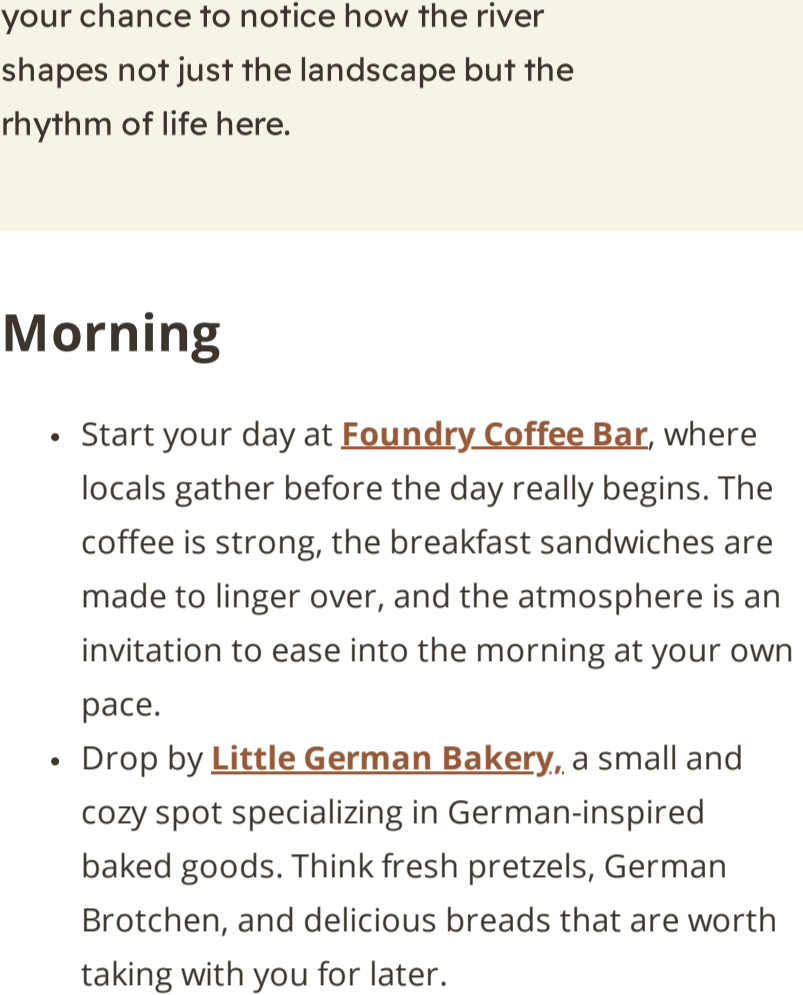 your chance to notice how the river
shapes not just the landscape but the
rhythm of life here.
Morning
• Start your day at Foundry Coffee Bar, where
locals gather before the day really begins. The
coffee is strong, the breakfast sandwiches are
made to linger over, and the atmosphere is an
invitation to ease into the morning at your own
pace.
• Drop by Little German Bakery, a small and
cozy spot specializing in German-inspired
baked goods. Think fresh pretzels, German
Brotchen, and delicious breads that are worth
taking with you for later.